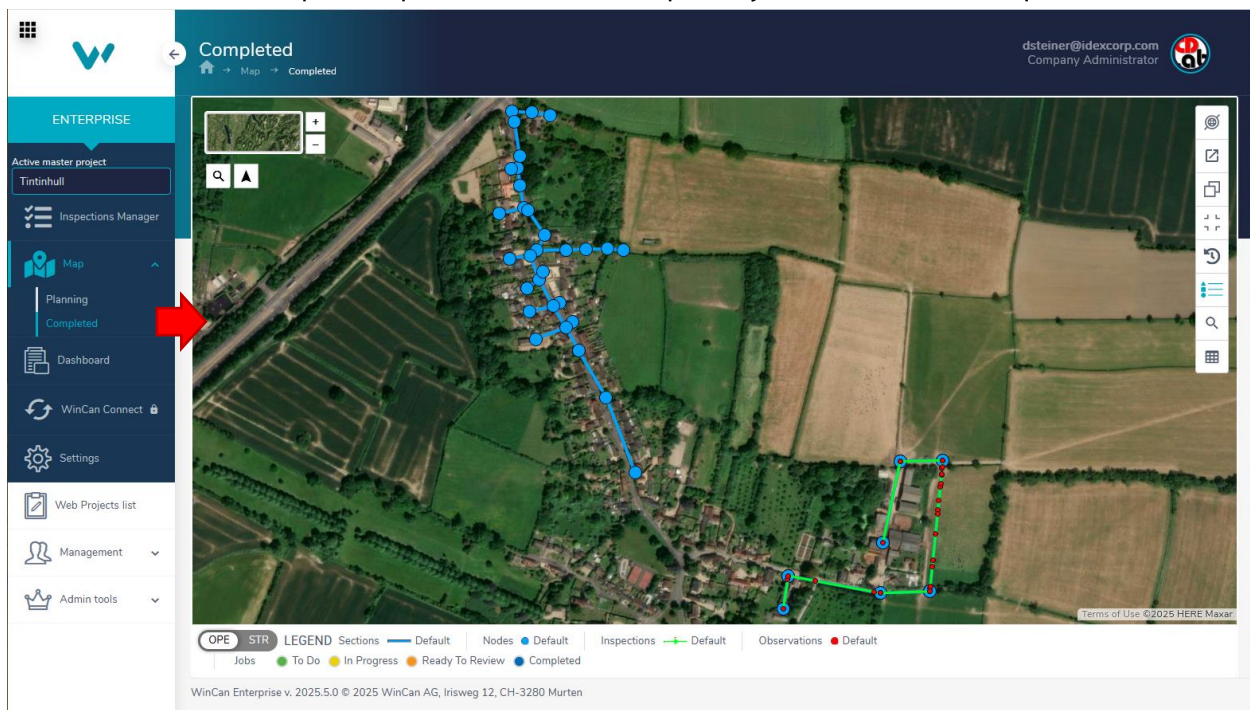 Completed
Map → Completed
dsteiner@idexcorp.com
Company Administrator
ENTERPRISE
Active master project
Tintinhull
Inspections Manager
Map
Planning
Completed
Dashboard
WinCan Connect
Settings
Web Projects list
Management
Admin tools
+
−
Terms of Use ©2025 HERE Maxar
OPE STR LEGEND Sections Default Nodes Default Inspections Default Observations Default
Jobs To Do In Progress Ready To Review Completed
WinCan Enterprise v. 2025.5.0 © 2025 WinCan AG, Irisweg 12, CH-3280 Murten